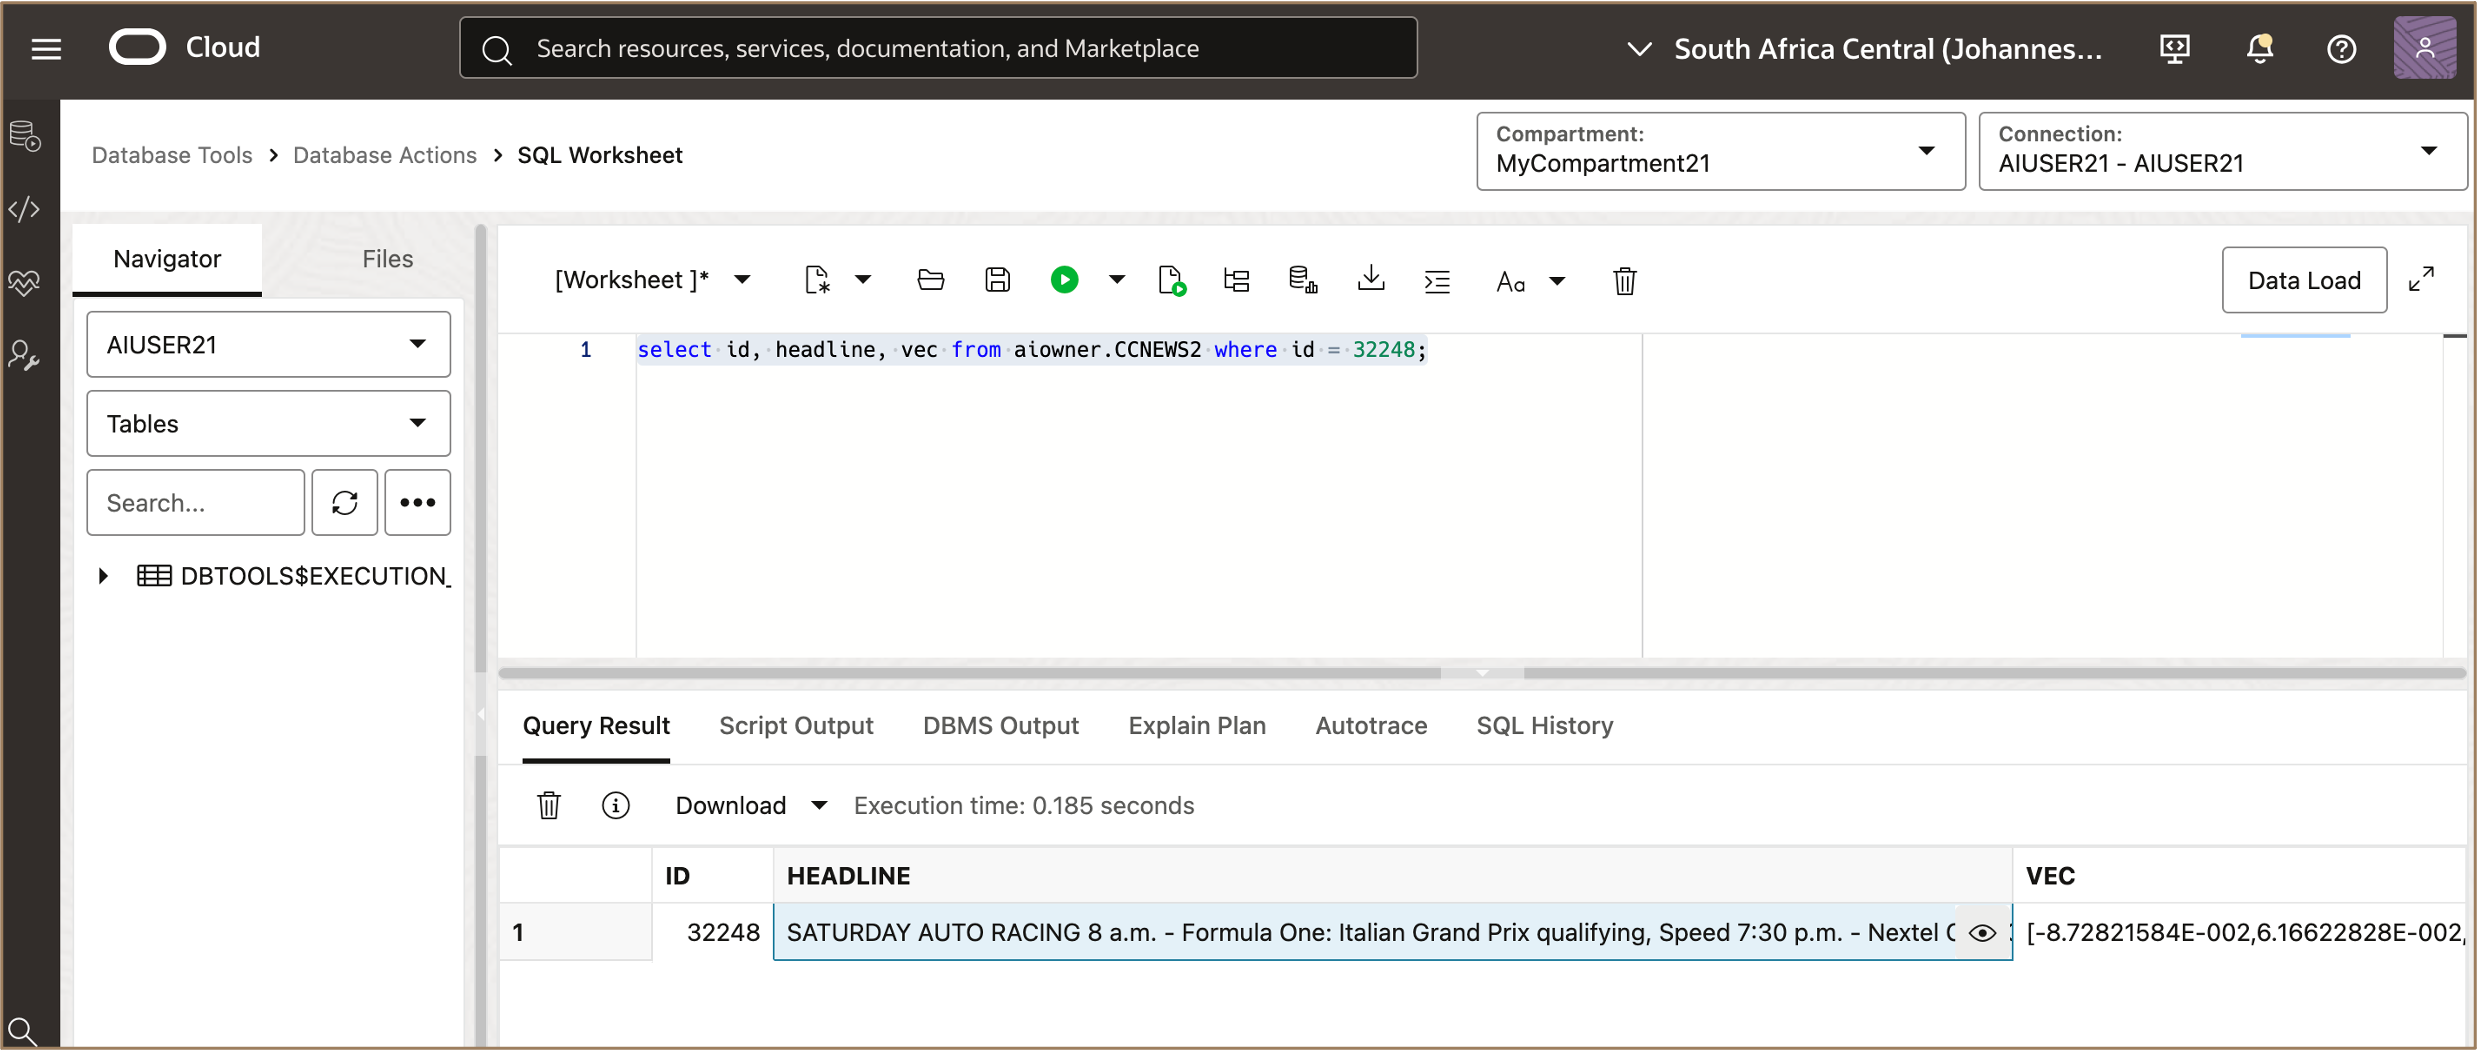 Cloud
Search resources, services, documentation, and Marketplace
South Africa Central (Johannes...
Database Tools > Database Actions > SQL Worksheet
Compartment:
MyCompartment21
Connection:
AIUSER21 - AIUSER21
Navigator
Files
AIUSER21
Tables
Search...
DBTOOLS$EXECUTION_
[Worksheet ]*
Aa
Data Load
1 select id, headline, vec from aiowner.CCNEWS2 where id = 32248;
Query Result
Script Output
DBMS Output
Explain Plan
Autotrace
SQL History
Download
Execution time: 0.185 seconds
ID HEADLINE VEC
1 32248 SATURDAY AUTO RACING 8 a.m. - Formula One: Italian Grand Prix qualifying, Speed 7:30 p.m. - Nextel [-8.72821584E-002,6.16622828E-002,